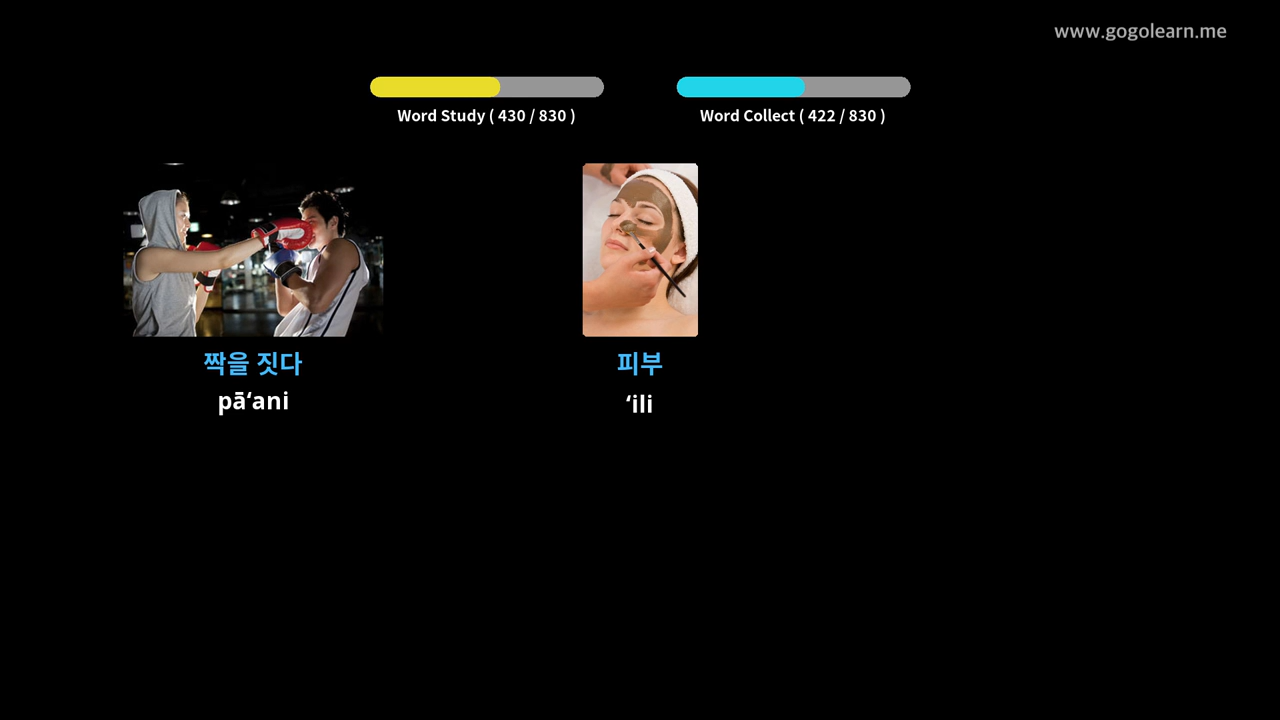 www.gogolearn.me
Word Study ( 430 / 830 )
Word Collect ( 422 / 830 )
짝을 짓다
pāʻani
피부
ʻili